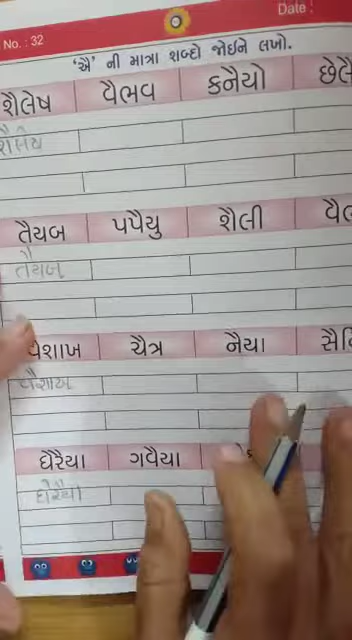 No. : 32 Date :
'ઐ' ની માત્રા શબ્દો જોઈને લખો.
શૈલેષ વૈભવ કનૈયો
શૈલેષ
તૈયબ પપૈયુ શૈલી
તૈયબ
વૈશાખ ચૈત્ર નૈયા
વૈશાખ
ઘૈરૈયા ગવૈયા
ઘૈરૈયા